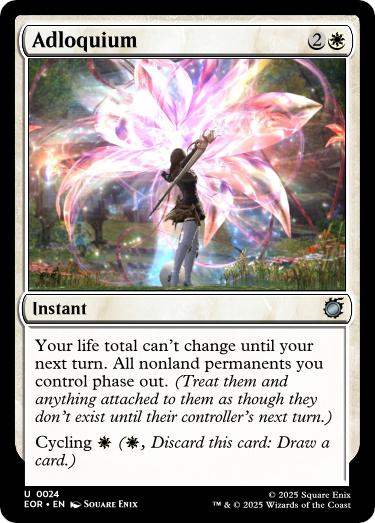 Adloquium 2
Instant
Your life total can't change until your
next turn. All nonland permanents you
control phase out. (Treat them and
anything attached to them as though they
don't exist until their controller's next turn.)
Cycling (, Discard this card: Draw a
card.)
U 0024
EOR • EN SQUARE ENIX
© 2025 Square Enix
™ & © 2025 Wizards of the Coast